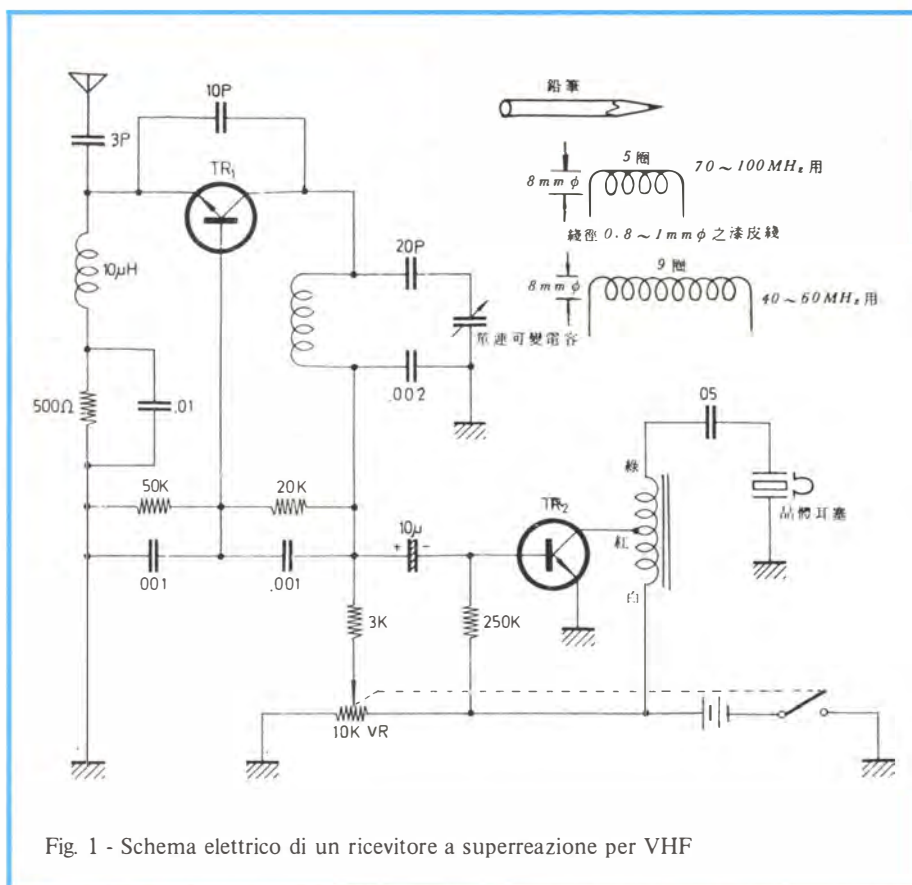 10P
3P
TR1
10μH
500Ω
.01
50K
20K
001
.001
20P
單連可變電容
.002
鉛筆
5圈
70~100MHz用
8mmφ
綫徑0.8~1mmφ之漆皮綫
9圈
8mmφ
40~60MHz用
05
綠
紅
白
晶體耳塞
TR2
10μ
+ -
3K
250K
10K VR
Fig. 1 - Schema elettrico di un ricevitore a superreazione per VHF